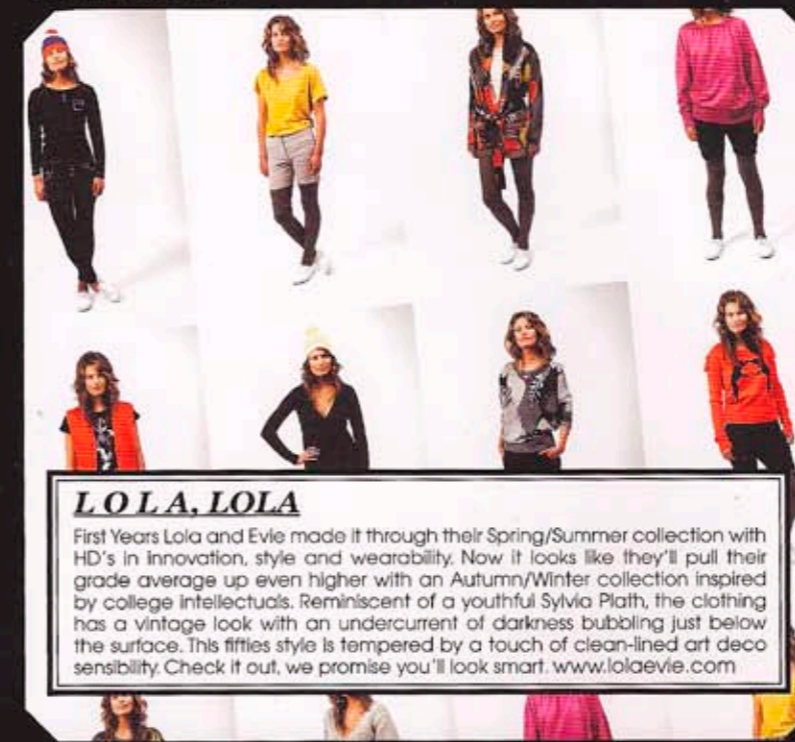 L O L A, LOLA
First Years Lola and Evie made it through their Spring/Summer collection with
HD's in innovation, style and wearability. Now it looks like they'll pull their
grade average up even higher with an Autumn/Winter collection inspired
by college intellectuals. Reminiscent of a youthful Sylvia Plath, the clothing
has a vintage look with an undercurrent of darkness bubbling just below
the surface. This fifties style is tempered by a touch of clean-lined art deco
sensibility. Check it out, we promise you'll look smart. www.lolaevie.com